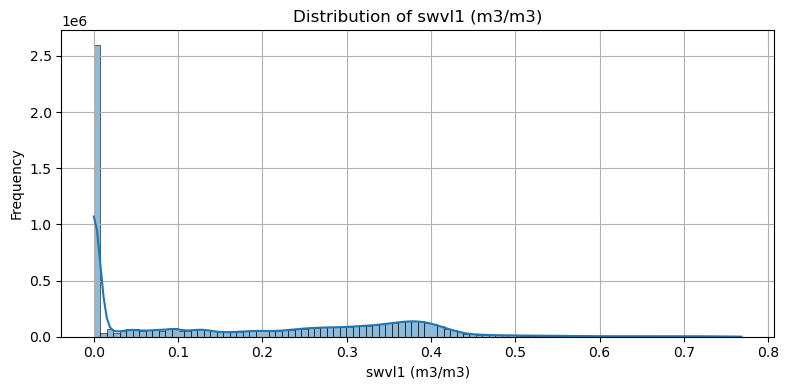 Distribution of swvl1 (m3/m3)
1e6
2.5
2.0
1.5
1.0
0.5
0.0
Frequency
0.0 0.1 0.2 0.3 0.4 0.5 0.6 0.7 0.8
swvl1 (m3/m3)